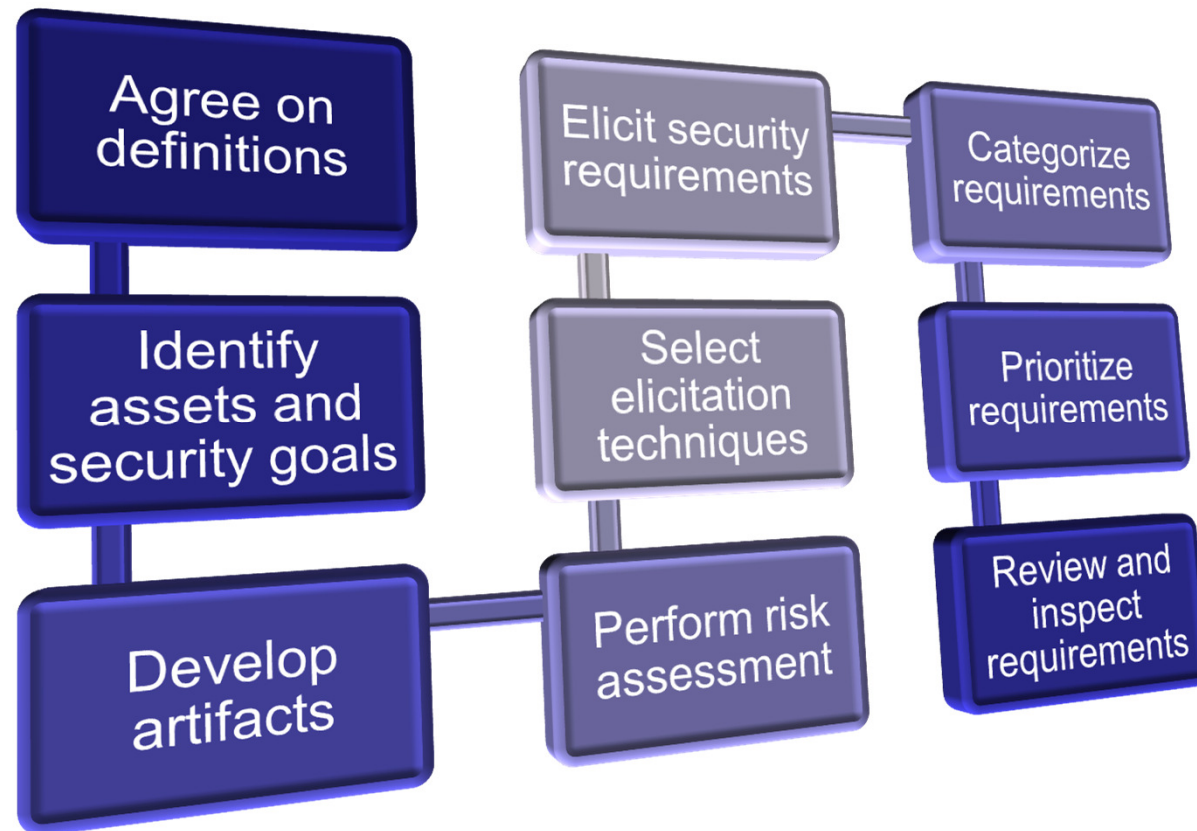 Agree on
definitions
Identify
assets and
security goals
Develop
artifacts
Perform risk
assessment
Select
elicitation
techniques
Elicit security
requirements
Categorize
requirements
Prioritize
requirements
Review and
inspect
requirements